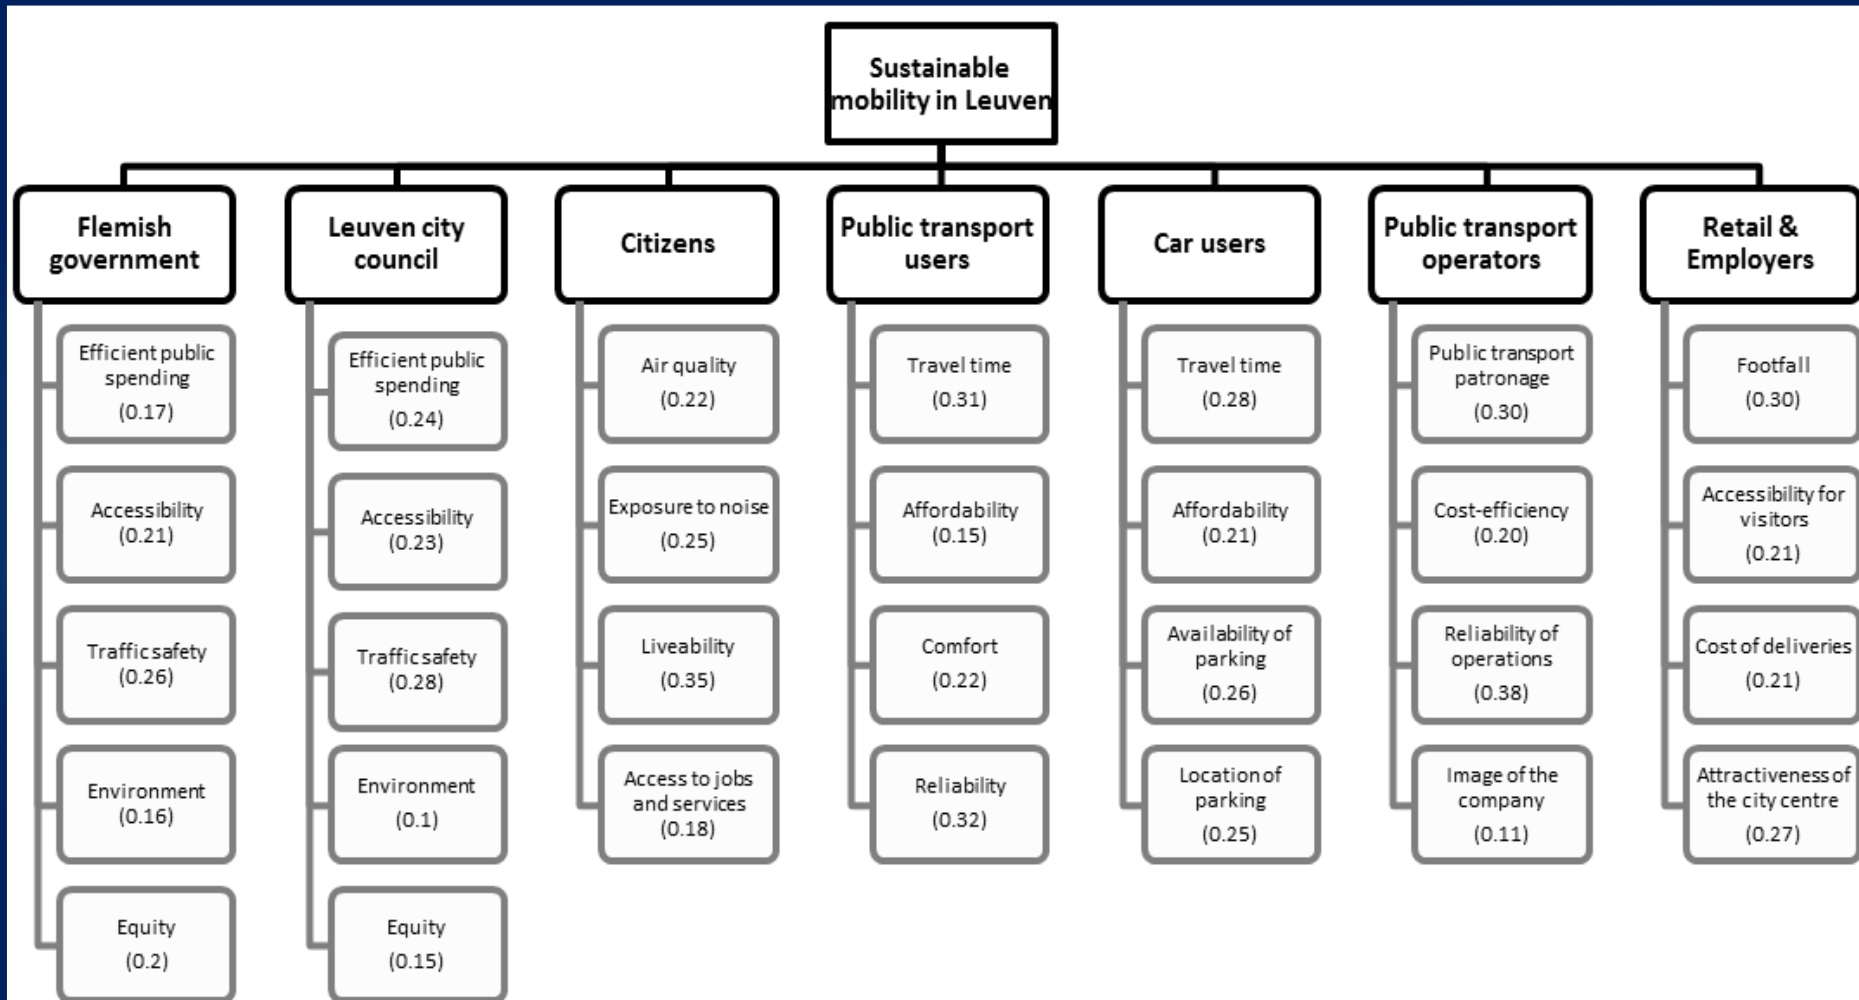 Sustainable
mobility in Leuven
Flemish
government
Efficient public
spending
(0.17)
Accessibility
(0.21)
Traffic safety
(0.26)
Environment
(0.16)
Equity
(0.2)
Leuven city
council
Efficient public
spending
(0.24)
Accessibility
(0.23)
Traffic safety
(0.28)
Environment
(0.1)
Equity
(0.15)
Citizens
Air quality
(0.22)
Exposure to noise
(0.25)
Liveability
(0.35)
Access to jobs
and services
(0.18)
Public transport
users
Travel time
(0.31)
Affordability
(0.15)
Comfort
(0.22)
Reliability
(0.32)
Car users
Travel time
(0.28)
Affordability
(0.21)
Availability of
parking
(0.26)
Location of
parking
(0.25)
Public transport
operators
Public transport
patronage
(0.30)
Cost-efficiency
(0.20)
Reliability of
operations
(0.38)
Image of the
company
(0.11)
Retail &
Employers
Footfall
(0.30)
Accessibility for
visitors
(0.21)
Cost of deliveries
(0.21)
Attractiveness of
the city centre
(0.27)